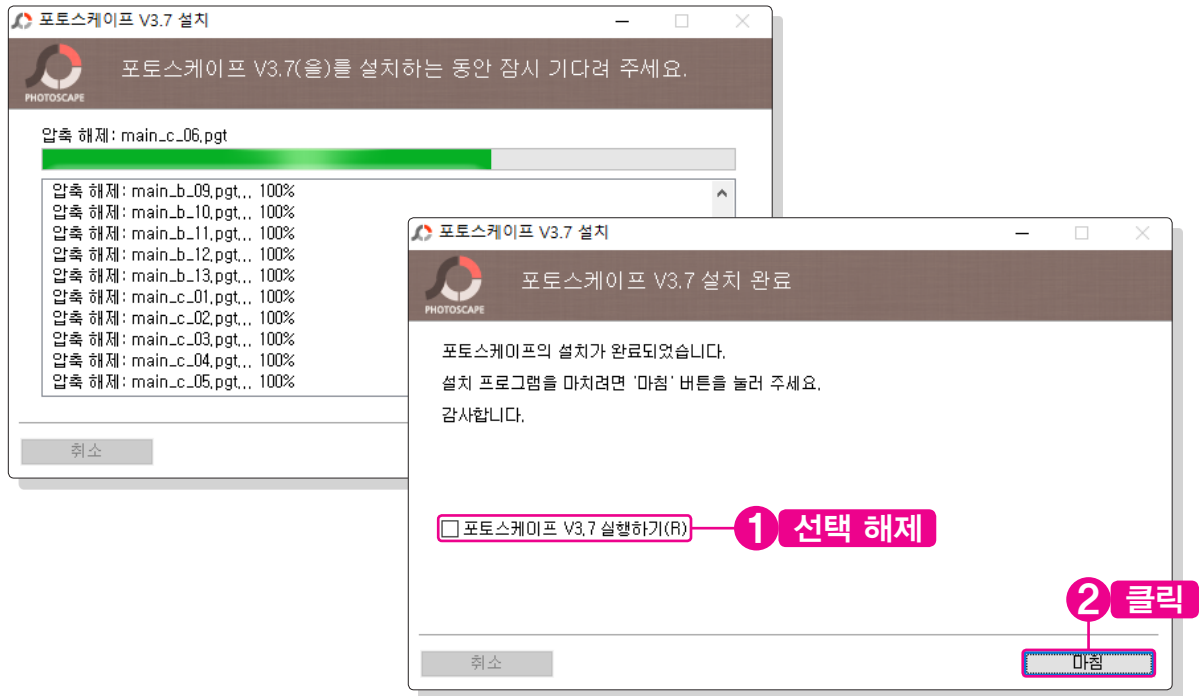 포토스케이프 V3.7 설치
PHOTOSCAPE
포토스케이프 V3.7(을)를 설치하는 동안 잠시 기다려 주세요.
압축 해제: main_c_06.pgt
압축 해제: main_b_09.pgt... 100%
압축 해제: main_b_10.pgt... 100%
압축 해제: main_b_11.pgt... 100%
압축 해제: main_b_12.pgt... 100%
압축 해제: main_b_13.pgt... 100%
압축 해제: main_c_01.pgt... 100%
압축 해제: main_c_02.pgt... 100%
압축 해제: main_c_03.pgt... 100%
압축 해제: main_c_04.pgt... 100%
압축 해제: main_c_05.pgt... 100%
취소
포토스케이프 V3.7 설치
PHOTOSCAPE
포토스케이프 V3.7 설치 완료
포토스케이프의 설치가 완료되었습니다.
설치 프로그램을 마치려면 '마침' 버튼을 눌러 주세요.
감사합니다.
포토스케이프 V3.7 실행하기(R)
1 선택 해제
2 클릭
취소
마침